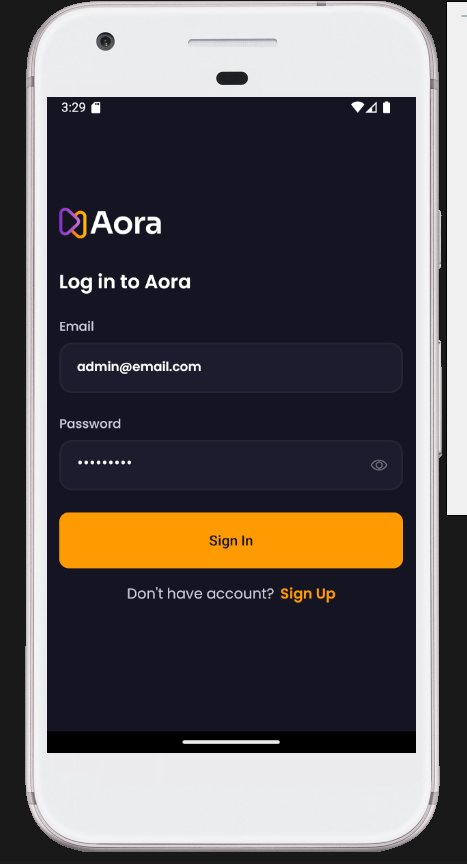 3:29
Aora
Log in to Aora
Email
admin@email.com
Password
•••••••••
Sign In
Don't have account? Sign Up